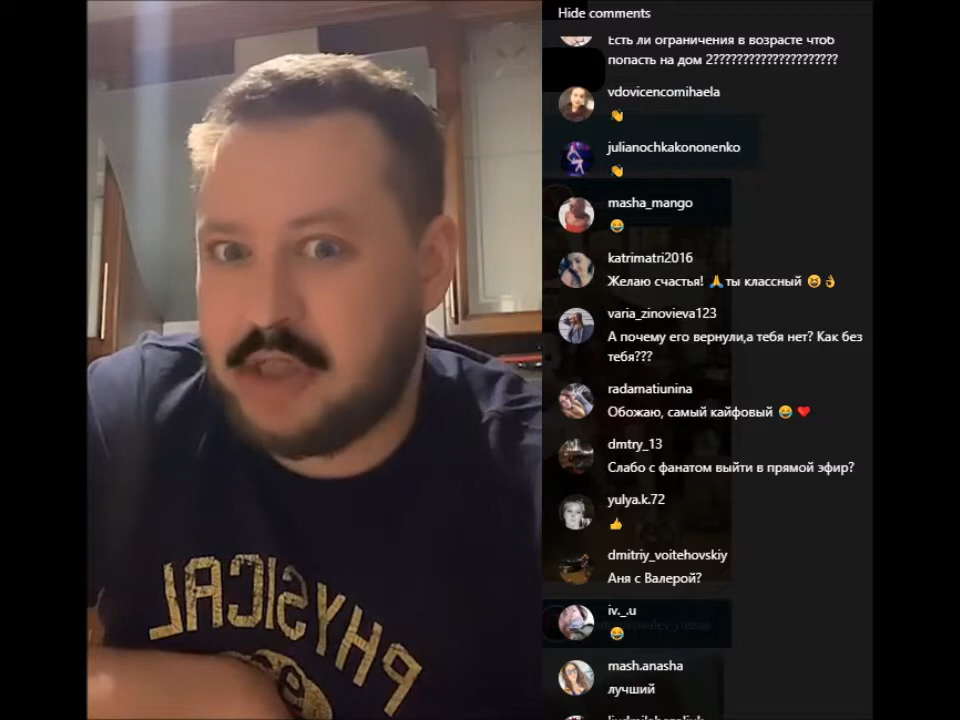 Hide comments
Есть ли ограничения в возрасте чтоб
попасть на дом 2?????????????????????
vdovicencomihaela
👏
julianochkakononenko
👏
masha_mango
😂
katrimatri2016
Желаю счастья! 🙏ты классный 😆👌
varia_zinovieva123
А почему его вернули,а тебя нет? Как без
тебя???
radamatiunina
Обожаю, самый кайфовый 😂❤️
dmtry_13
Слабо с фанатом выйти в прямой эфир?
yulya.k.72
👍
dmitriy_voitehovskiy
Аня с Валерой?
iv._.u
😂
mash.anasha
лучший
PHYSICAL